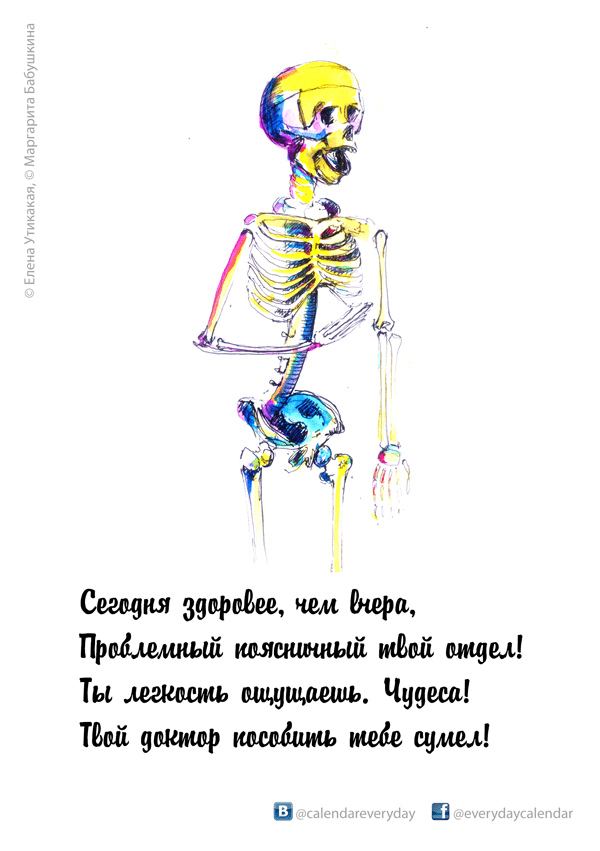 © Елена Утикакая, © Маргарита Бабушкина
Сегодня здоровее, чем вчера,
Проблемный поясничный твой отдел!
Ты легкость ощущаешь. Чудеса!
Твой доктор пособить тебе сумел!
B @calendareveryday f @everydaycalendar